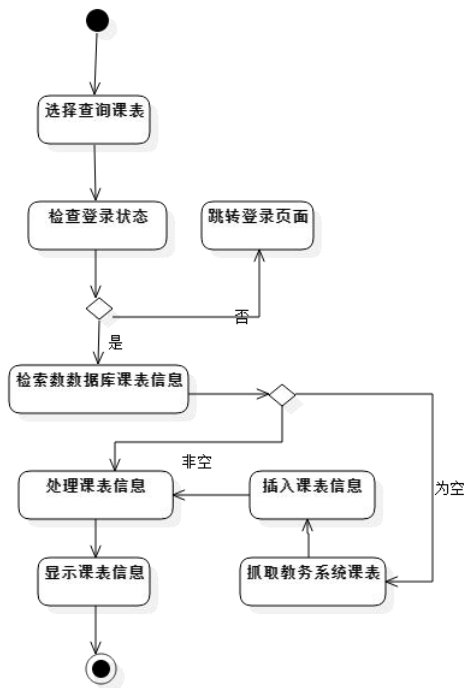 选择查询课表
检查登录状态
跳转登录页面
否
是
检索数数据库课表信息
非空
为空
处理课表信息
插入课表信息
显示课表信息
抓取教务系统课表